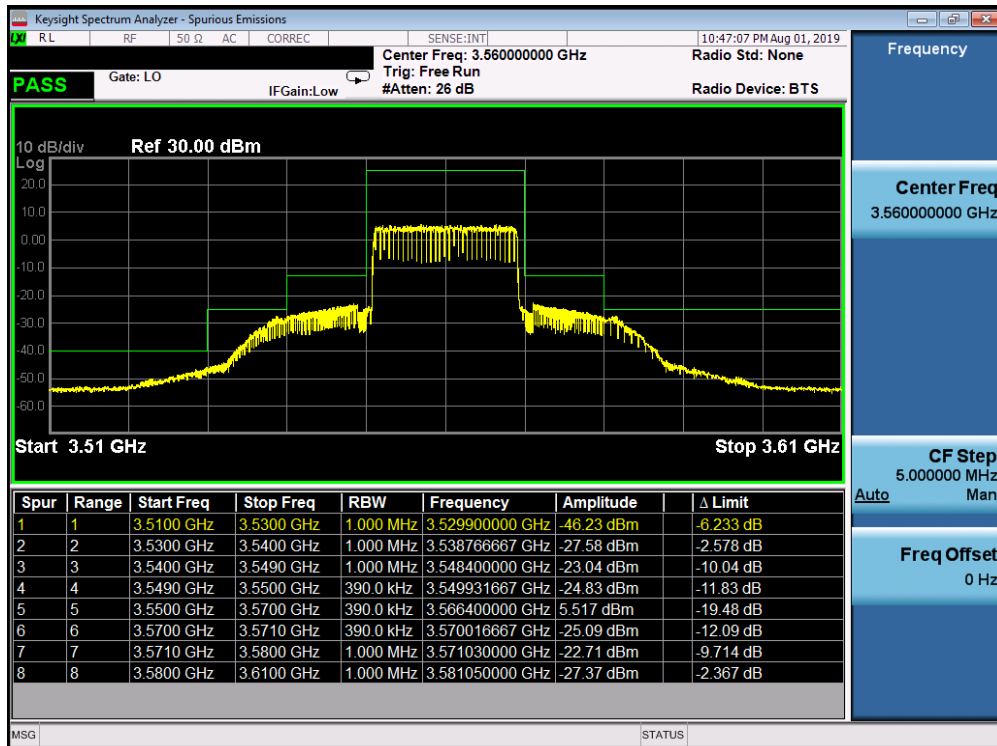 Keysight Spectrum Analyzer - Spurious Emissions
LXI RL RF 50 Ω AC CORREC SENSE:INT 10:47:07 PM Aug 01, 2019
Center Freq: 3.560000000 GHz Radio Std: None
PASS Gate: LO Trig: Free Run
IFGain:Low #Atten: 26 dB Radio Device: BTS
10 dB/div Ref 30.00 dBm
Log
20.0
10.0
0.00
-10.0
-20.0
-30.0
-40.0
-50.0
-60.0
Start 3.51 GHz Stop 3.61 GHz
Spur Range Start Freq Stop Freq RBW Frequency Amplitude Δ Limit
1 1 3.5100 GHz 3.5300 GHz 1.000 MHz 3.529900000 GHz -46.23 dBm -6.233 dB
2 2 3.5300 GHz 3.5400 GHz 1.000 MHz 3.538766667 GHz -27.58 dBm -2.578 dB
3 3 3.5400 GHz 3.5490 GHz 1.000 MHz 3.548400000 GHz -23.04 dBm -10.04 dB
4 4 3.5490 GHz 3.5500 GHz 390.0 kHz 3.549931667 GHz -24.83 dBm -11.83 dB
5 5 3.5500 GHz 3.5700 GHz 390.0 kHz 3.566400000 GHz 5.517 dBm -19.48 dB
6 6 3.5700 GHz 3.5710 GHz 390.0 kHz 3.570016667 GHz -25.09 dBm -12.09 dB
7 7 3.5710 GHz 3.5800 GHz 1.000 MHz 3.571030000 GHz -22.71 dBm -9.714 dB
8 8 3.5800 GHz 3.6100 GHz 1.000 MHz 3.581050000 GHz -27.37 dBm -2.367 dB
MSG STATUS
Frequency
Center Freq
3.560000000 GHz
CF Step
5.000000 MHz
Auto Man
Freq Offset
0 Hz